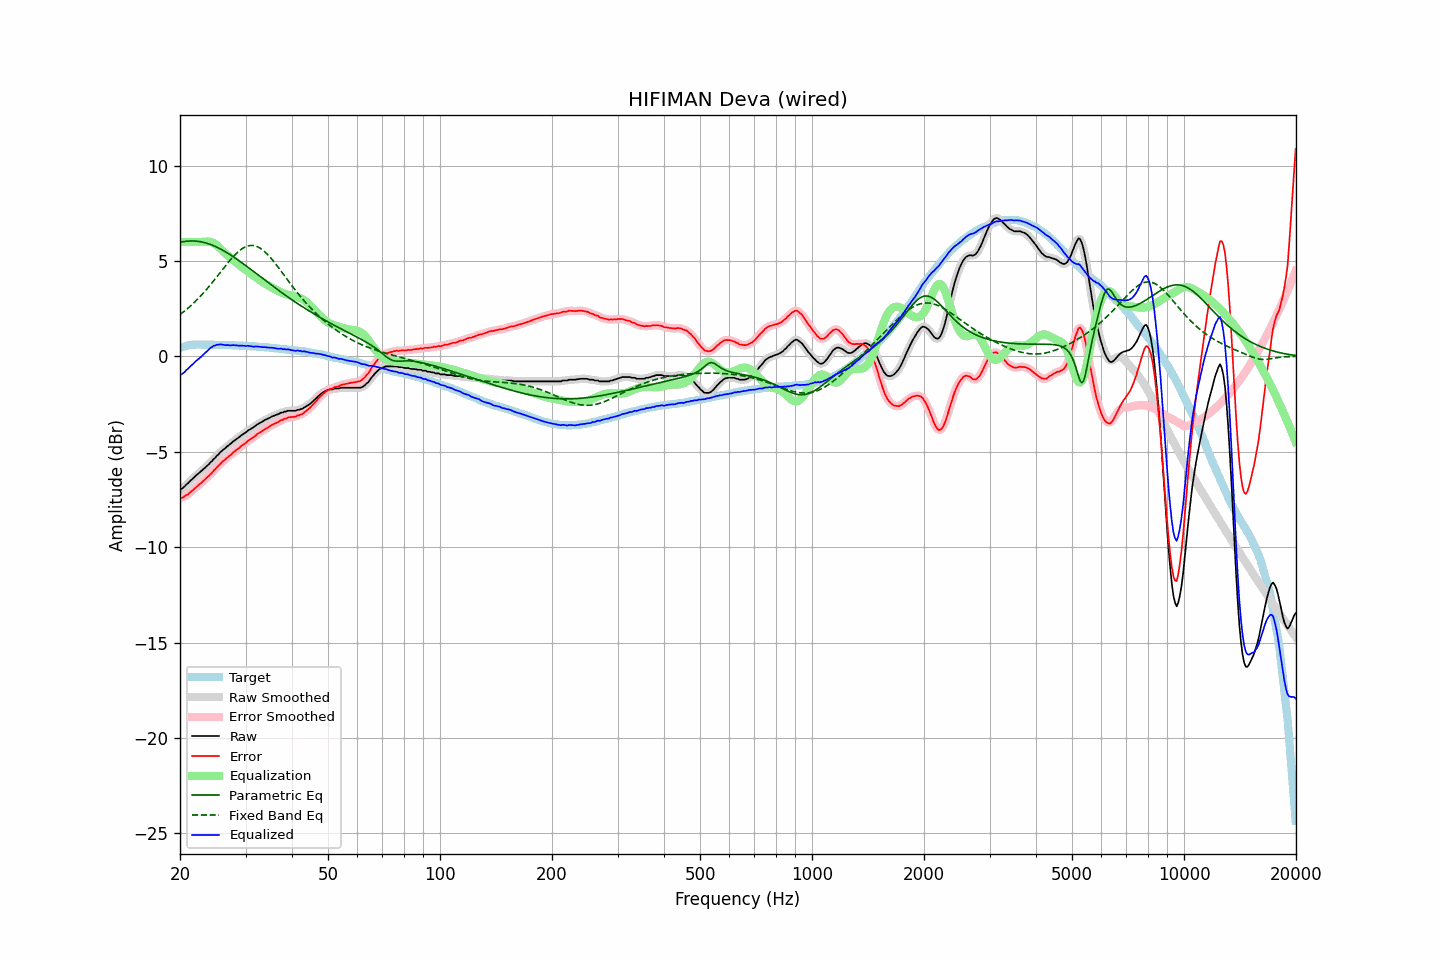 HIFIMAN Deva (wired)
Amplitude (dBr)
10
5
0
−5
−10
−15
−20
−25
Target
Raw Smoothed
Error Smoothed
Raw
Error
Equalization
Parametric Eq
Fixed Band Eq
Equalized
20 50 100 200 500 1000 2000 5000 10000 20000
Frequency (Hz)